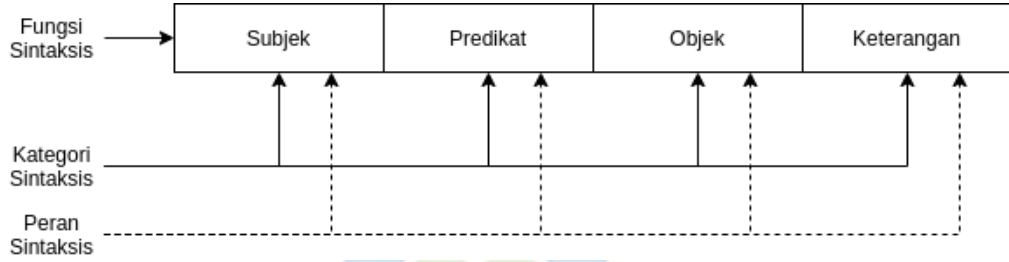 Fungsi
Sintaksis
Subjek
Predikat
Objek
Keterangan
Kategori
Sintaksis
Peran
Sintaksis